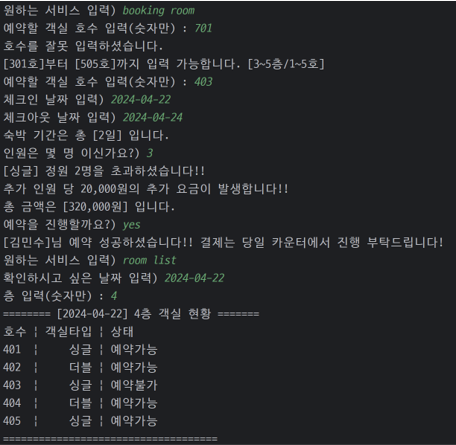 원하는 서비스 입력) booking room
예약할 객실 호수 입력(숫자만) : 701
호수를 잘못 입력하셨습니다.
[301호]부터 [505호]까지 입력 가능합니다. [3~5층/1~5호]
예약할 객실 호수 입력(숫자만) : 403
체크인 날짜 입력) 2024-04-22
체크아웃 날짜 입력) 2024-04-24
숙박 기간은 총 [2일] 입니다.
인원은 몇 명 이신가요?) 3
[싱글] 정원 2명을 초과하셨습니다!!
추가 인원 당 20,000원의 추가 요금이 발생합니다!!
총 금액은 [320,000원] 입니다.
예약을 진행할까요?) yes
[김민수]님 예약 성공하셨습니다!! 결제는 당일 카운터에서 진행 부탁드립니다!
원하는 서비스 입력) room list
확인하시고 싶은 날짜 입력) 2024-04-22
층 입력(숫자만) : 4
======== [2024-04-22] 4층 객실 현황 =======
호수 ¦ 객실타입 ¦ 상태
401 ¦ 싱글 ¦ 예약가능
402 ¦ 더블 ¦ 예약가능
403 ¦ 싱글 ¦ 예약불가
404 ¦ 더블 ¦ 예약가능
405 ¦ 싱글 ¦ 예약가능
====================================